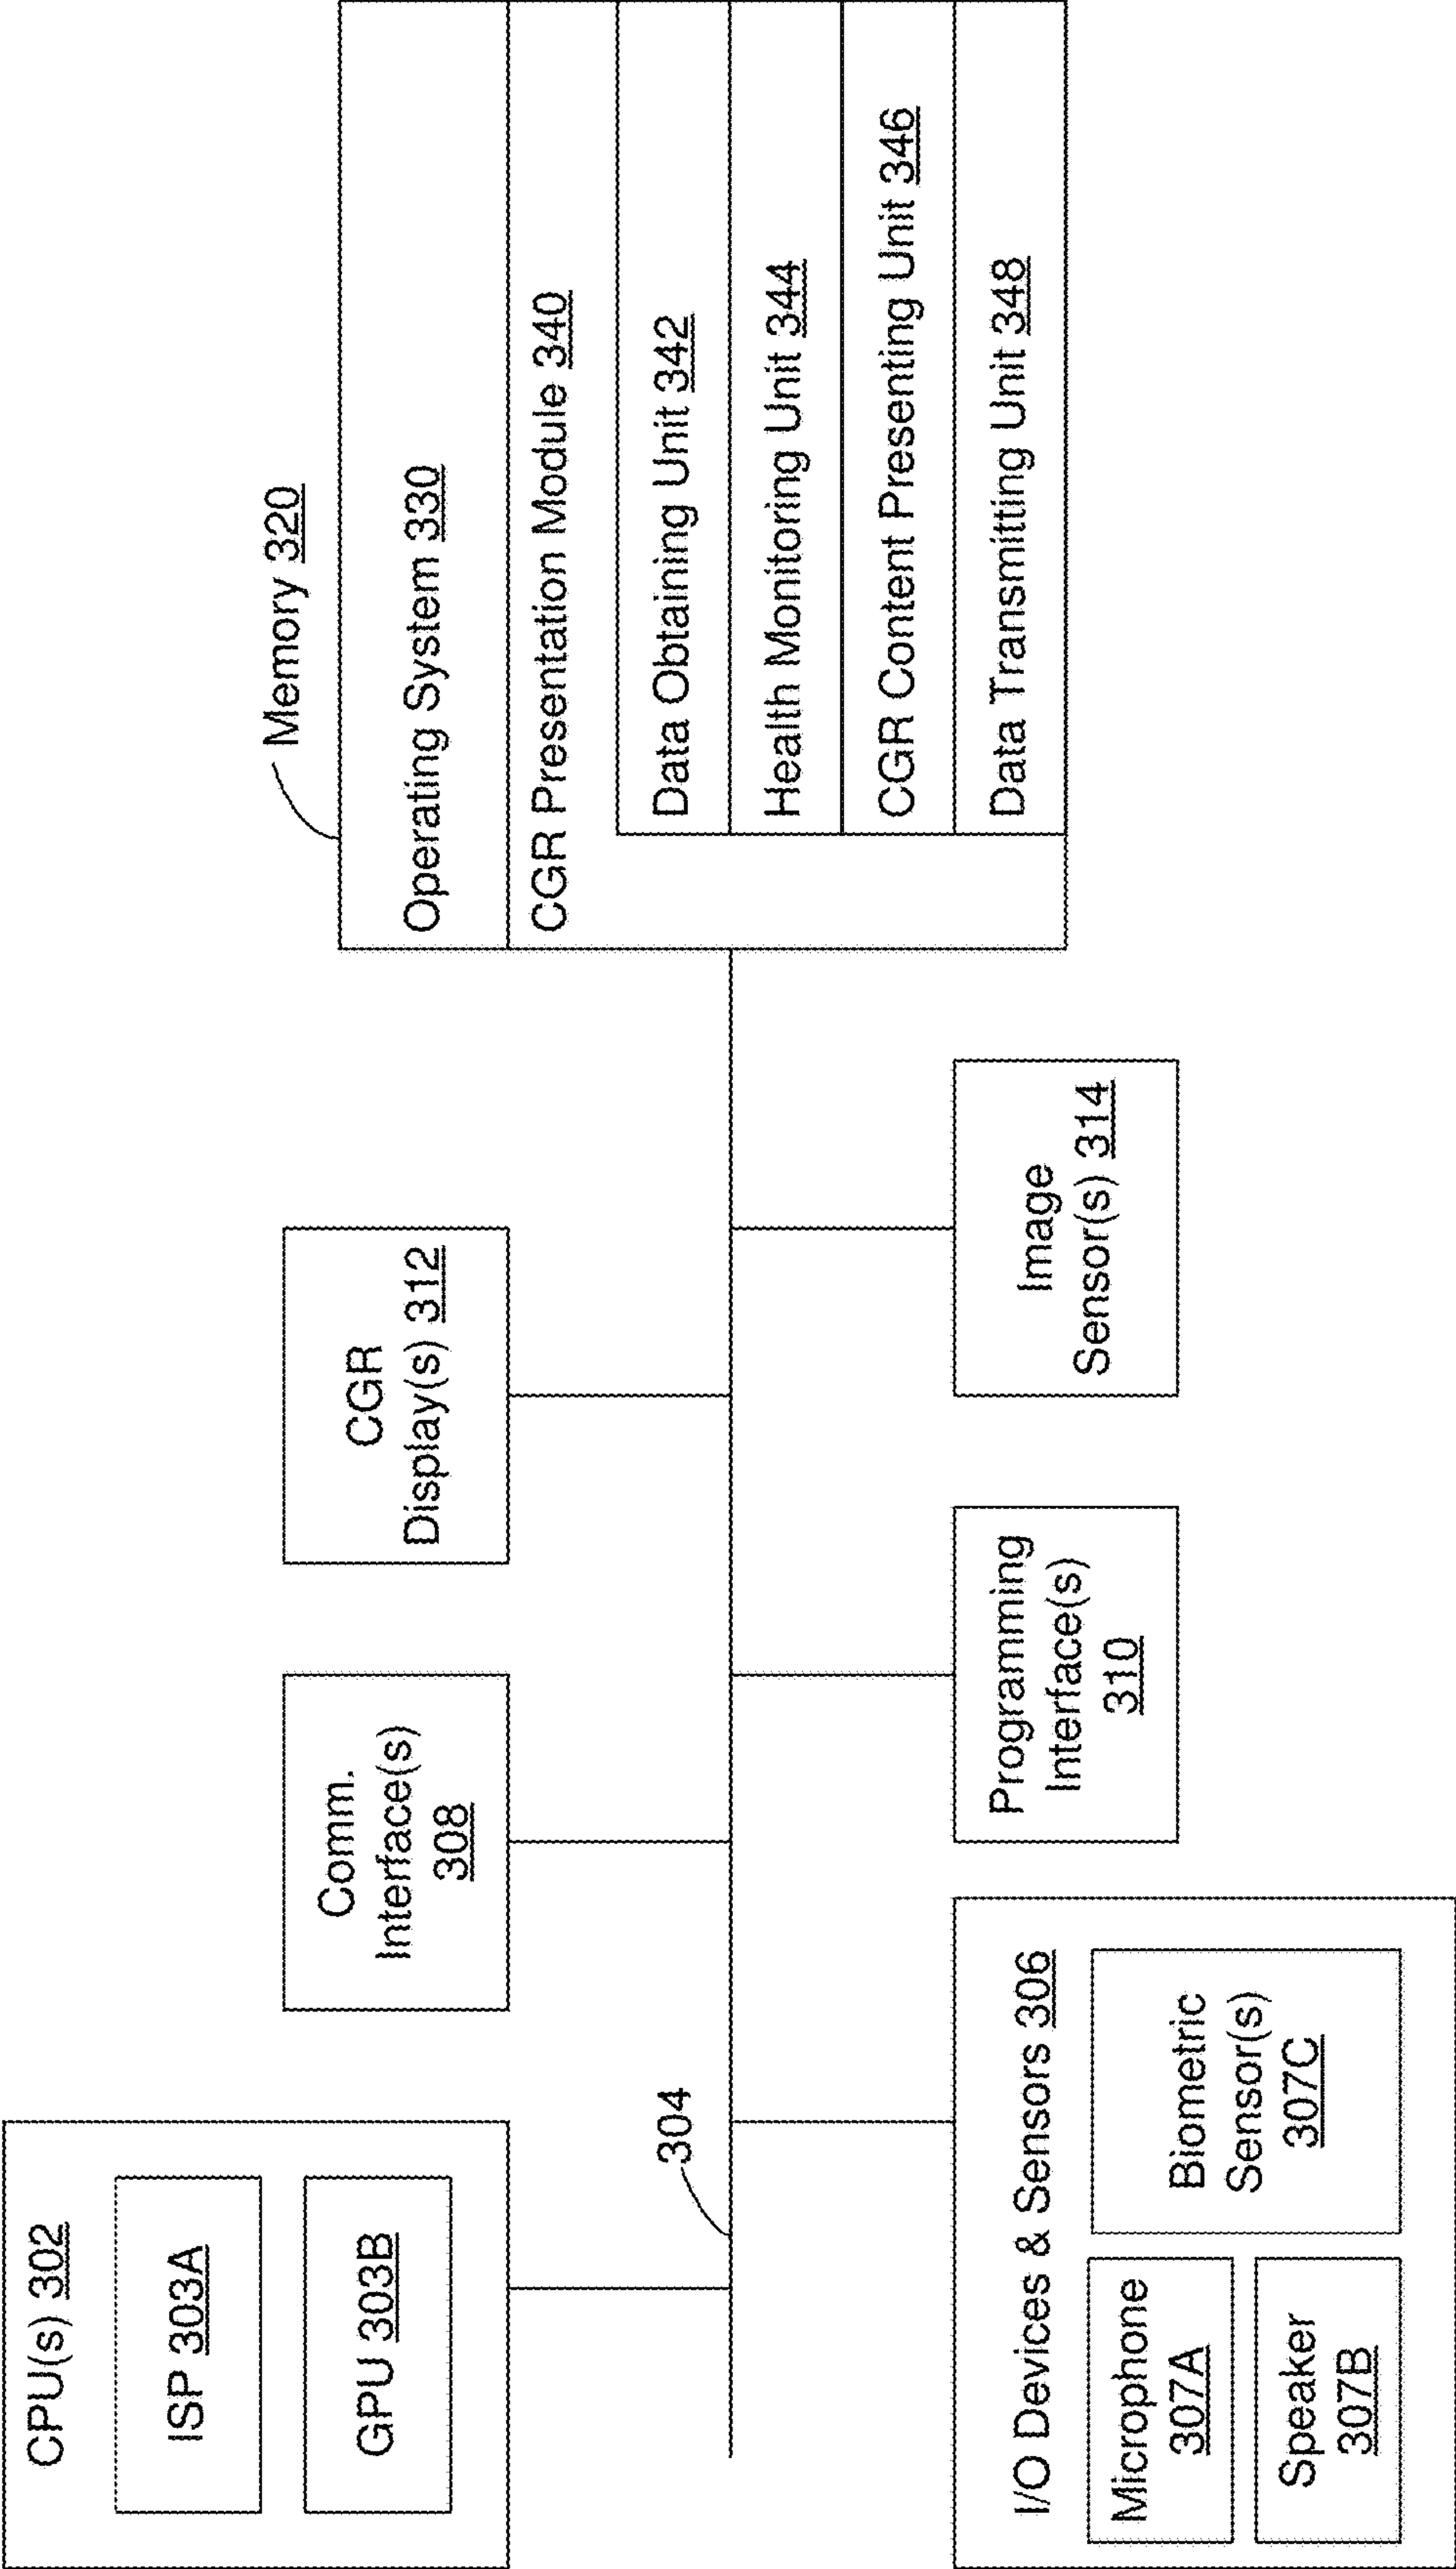 CPU(s) 302
ISP 303A
GPU 303B
Comm.
Interface(s)
308
CGR
Display(s) 312
Memory 320
Operating System 330
CGR Presentation Module 340
Data Obtaining Unit 342
Health Monitoring Unit 344
CGR Content Presenting Unit 346
Data Transmitting Unit 348
304
I/O Devices & Sensors 306
Microphone
307A
Speaker
307B
Biometric
Sensor(s)
307C
Programming
Interface(s)
310
Image
Sensor(s) 314